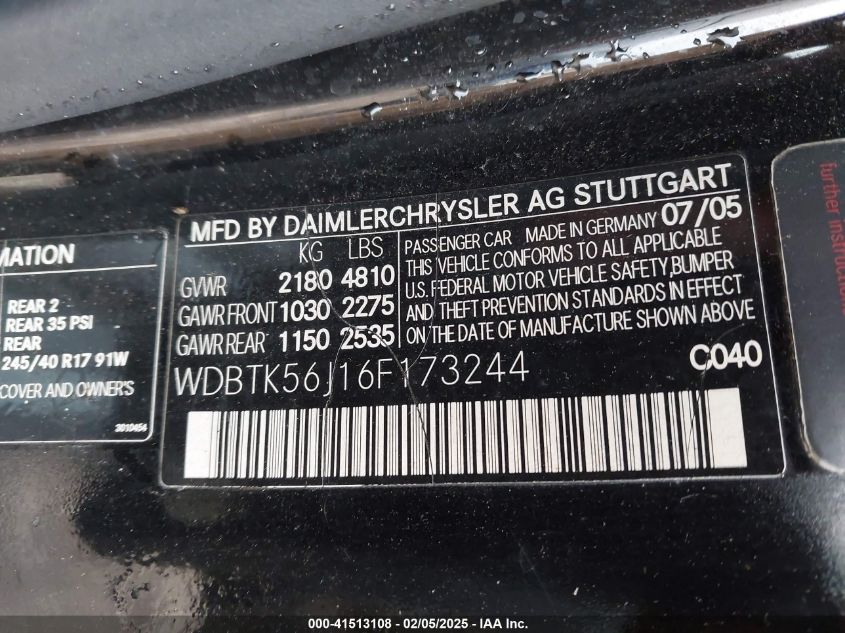 MATION
REAR 2
REAR 35 PSI
REAR
245/40 R17 91W
SEE OWNER'S
3010454
MFD BY DAIMLERCHRYSLER AG STUTTGART
KG LBS
GVWR 2180 4810
GAWR FRONT 1030 2275
GAWR REAR 1150 2535
PASSENGER CAR MADE IN GERMANY 07/05
THIS VEHICLE CONFORMS TO ALL APPLICABLE
U.S. FEDERAL MOTOR VEHICLE SAFETY,BUMPER
AND THEFT PREVENTION STANDARDS IN EFFECT
ON THE DATE OF MANUFACTURE SHOWN ABOVE
WDBTK56J16F173244
C040
further instructions
000-41513108 - 02/05/2025 - IAA Inc.